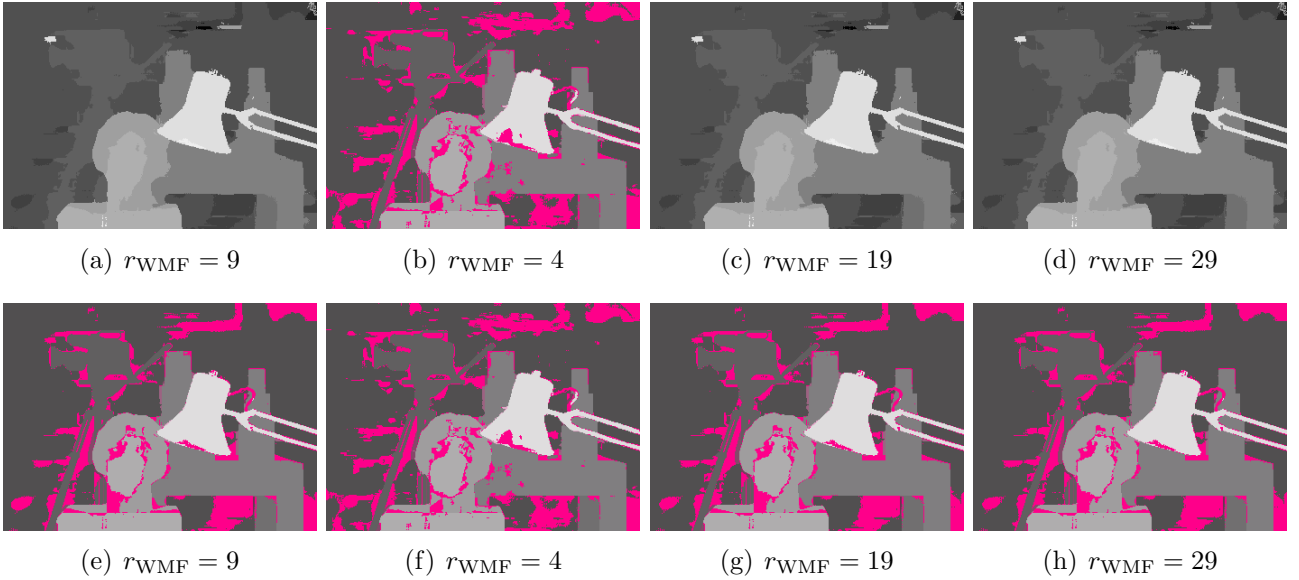 (a) r_WMF = 9 (b) r_WMF = 4 (c) r_WMF = 19 (d) r_WMF = 29
(e) r_WMF = 9 (f) r_WMF = 4 (g) r_WMF = 19 (h) r_WMF = 29